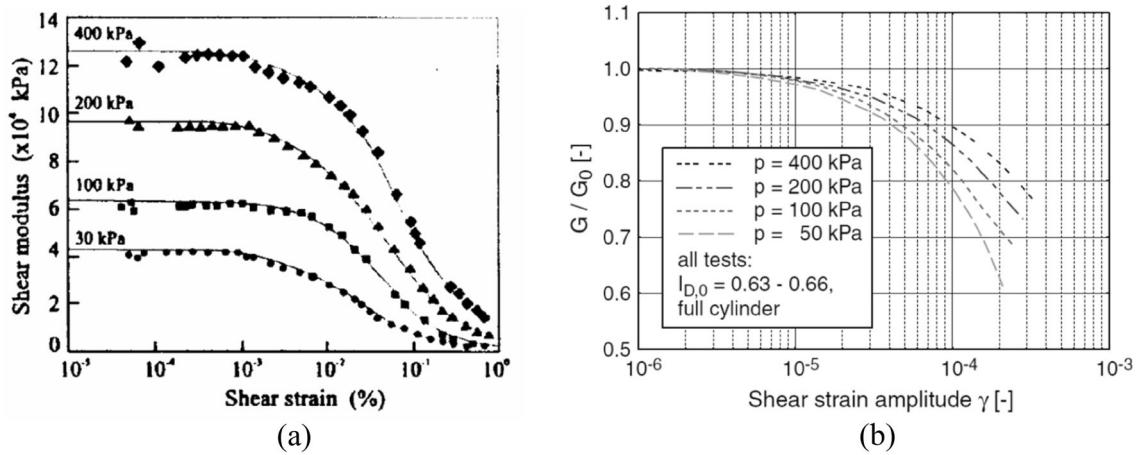 Shear modulus (x10⁴ kPa)
14
12
10
8
6
4
2
0
400 kPa
200 kPa
100 kPa
30 kPa
10⁻⁵
10⁻⁴
10⁻³
10⁻²
10⁻¹
10⁰
Shear strain (%)
(a)
G / G₀ [-]
1.1
1.0
0.9
0.8
0.7
0.6
0.5
p = 400 kPa
p = 200 kPa
p = 100 kPa
p = 50 kPa
all tests:
I_D,0 = 0.63 - 0.66,
full cylinder
10⁻⁶
10⁻⁵
10⁻⁴
10⁻³
Shear strain amplitude γ [-]
(b)